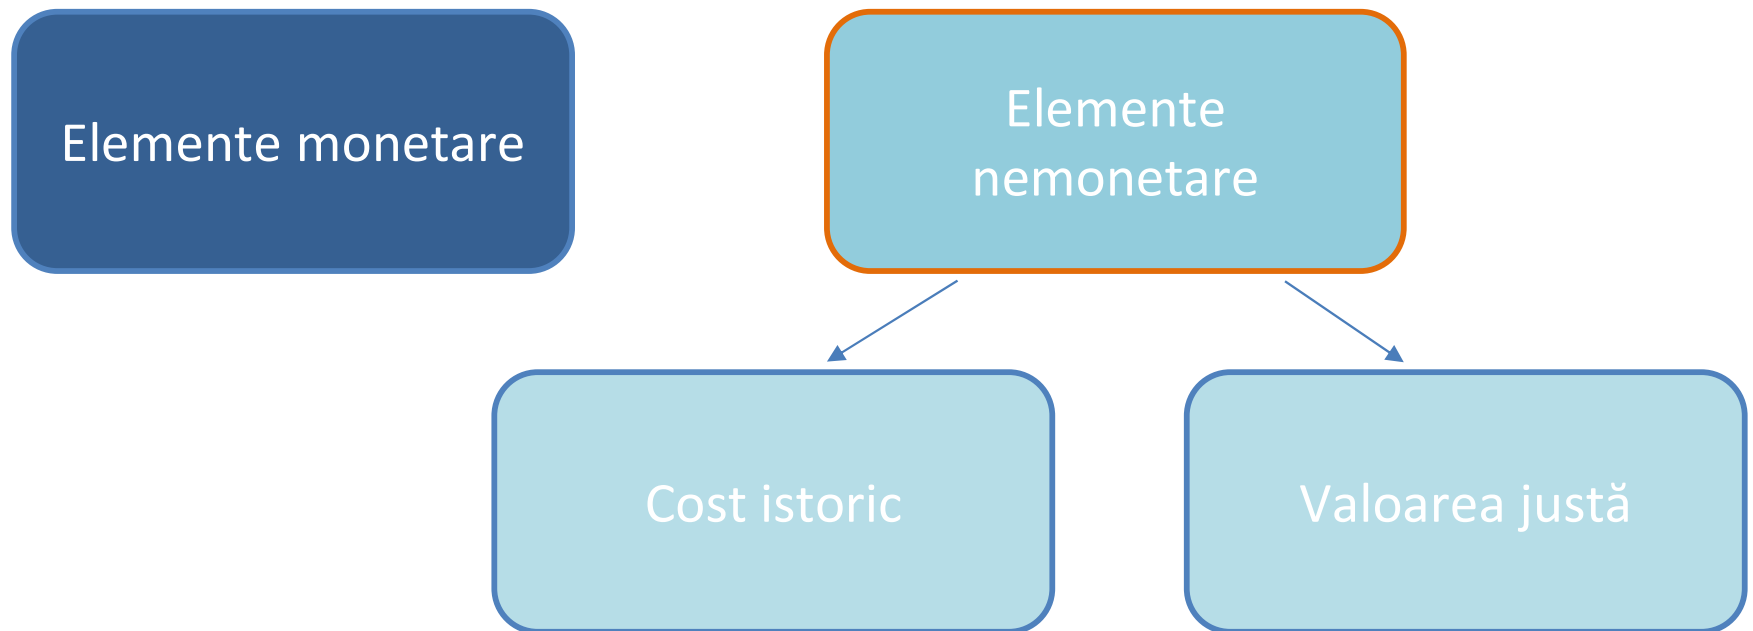 Elemente monetare
Elemente
nemonetare
Cost istoric
Valoarea justă